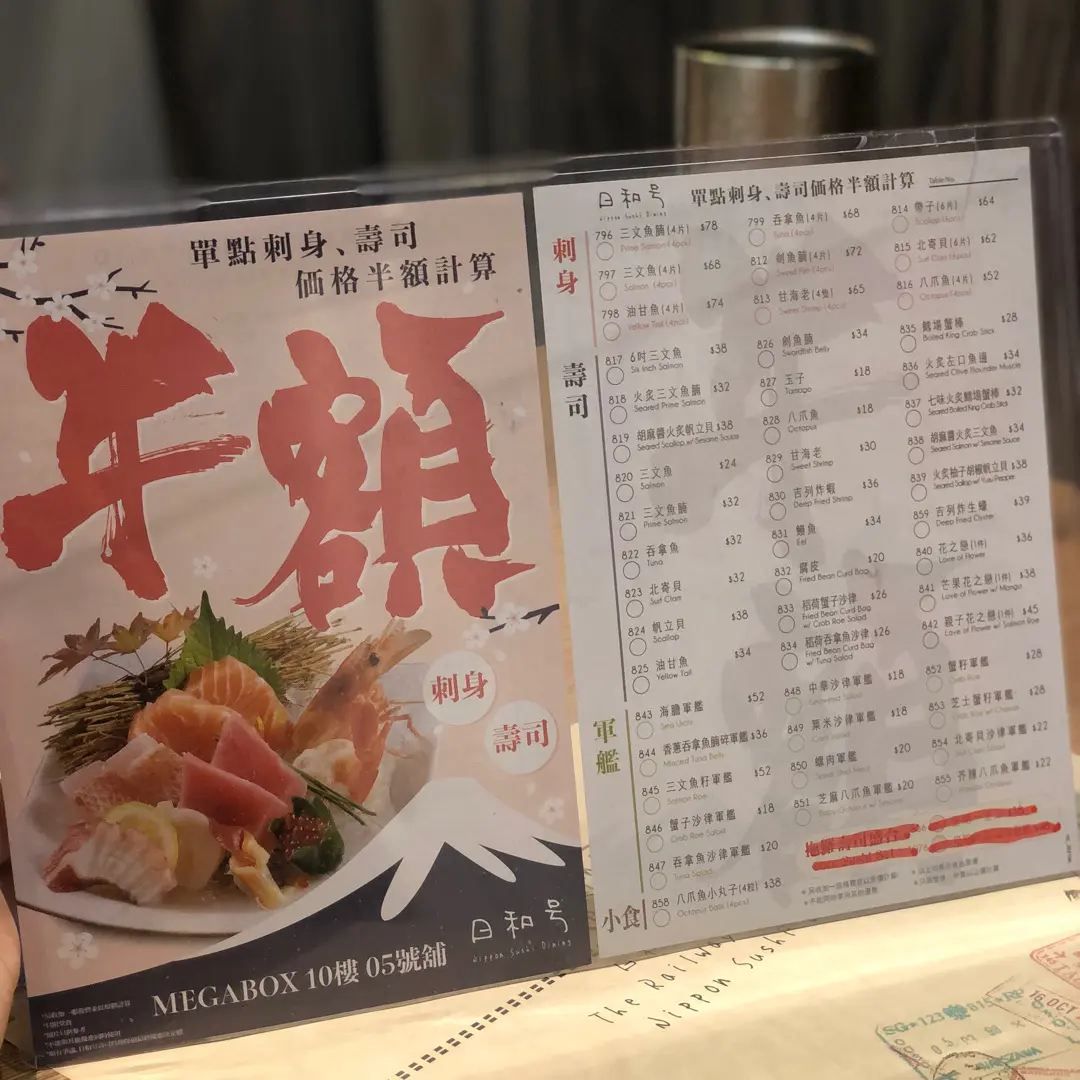 單點刺身、壽司
価格半額計算
半額
刺身
壽司
日和号
Nippon Sushi Dining
MEGABOX 10樓 05號舖
日和号
Nippon Sushi Dining
單點刺身、壽司価格半額計算
Table No.
刺身
796 三文魚腩(4片) $78
Prime Salmon (4pcs)
797 三文魚(4片) $68
Salmon (4pcs)
798 油甘魚(4片) $74
Yellow Tail (4pcs)
799 吞拿魚(4片) $68
Tuna (4pcs)
812 劍魚腩(4片) $72
813 甘海老(4隻) $65
Sweet Shrimp (4pcs)
814 帶子(6片) $64
Scallop (6pcs)
815 北寄貝(6片) $62
Surf Clam (6pcs)
816 八爪魚(4片) $52
Octopus (4pcs)
壽司
817 6吋三文魚 $38
Six Inch Salmon
818 火炙三文魚腩 $32
Seared Prime Salmon
819 胡麻醬火炙帆立貝 $38
Seared Scallop w/ Sesame Sauce
820 三文魚 $24
Salmon
821 三文魚腩 $32
Prime Salmon
822 吞拿魚 $32
Tuna
823 北寄貝 $32
Surf Clam
824 帆立貝 $38
Scallop
825 油甘魚 $34
Yellow Tail
826 劍魚腩 $34
Swordfish Belly
827 玉子 $18
Tamago
828 八爪魚 $18
Octopus
829 甘海老 $30
Sweet Shrimp
830 吉列炸蝦 $36
Deep Fried Shrimp
831 鰻魚 $34
Eel
832 腐皮 $20
Fried Bean Curd Bag
833 稻荷蟹子沙律 $26
Fried Bean Curd Bag
w/ Crab Roe Salad
834 稻荷吞拿魚沙律 $26
Fried Bean Curd Bag
w/ Tuna Salad
835 鱈場蟹棒 $28
Boiled King Crab Stick
836 火炙左口魚邊 $34
Seared Olive Flounder Muscle
837 七味火炙鱈場蟹棒 $32
Seared Boiled King Crab Stick
838 胡麻醬火炙三文魚 $34
Seared Salmon w/ Sesame Sauce
839 火炙柚子胡椒帆立貝 $38
859 吉列炸生蠔 $39
Deep Fried Oyster
840 花之戀(1件) $36
Love of Flower
841 芒果花之戀(1件) $38
Love of Flower w/ Mango
842 親子花之戀(1件) $45
Love of Flower w/ Salmon Roe
軍艦
843 海膽軍艦 $52
Sea Urchin
844 香蔥吞拿魚腩碎軍艦 $36
Minced Tuna Belly
845 三文魚籽軍艦 $52
Salmon Roe
846 蟹子沙律軍艦 $18
Crab Roe Salad
847 吞拿魚沙律軍艦 $20
Tuna Salad
848 中華沙律軍艦 $18
Seaweed Salad
849 粟米沙律軍艦 $18
850 螺肉軍艦 $20
851 芝麻八爪魚軍艦 $20
852 蟹籽軍艦 $28
Crab Roe
853 芝士蟹籽軍艦 $28
854 北寄貝沙律軍艦 $22
855 芥辣八爪魚軍艦 $22
小食
858 八爪魚小丸子(4粒) $38
Octopus Balls (4pcs)
The Railway
Nippon Sushi